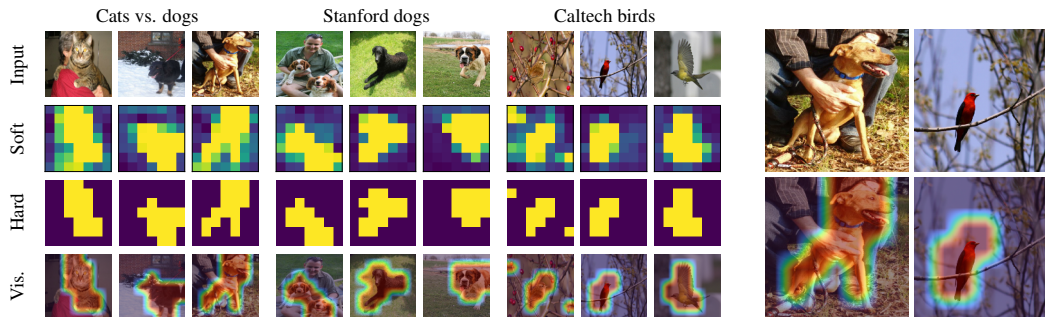 Cats vs. dogs
Stanford dogs
Caltech birds
Input
Soft
Hard
Vis.